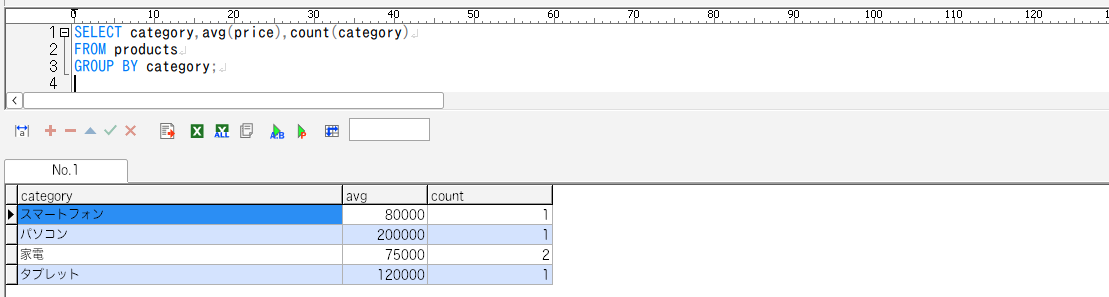 0 10 20 30 40 50 60 70 80 90 100 110 120 1
1 SELECT category,avg(price),count(category)
2 FROM products
3 GROUP BY category;
4
a ALL A:B P
No.1
category avg count
スマートフォン 80000 1
パソコン 200000 1
家電 75000 2
タブレット 120000 1